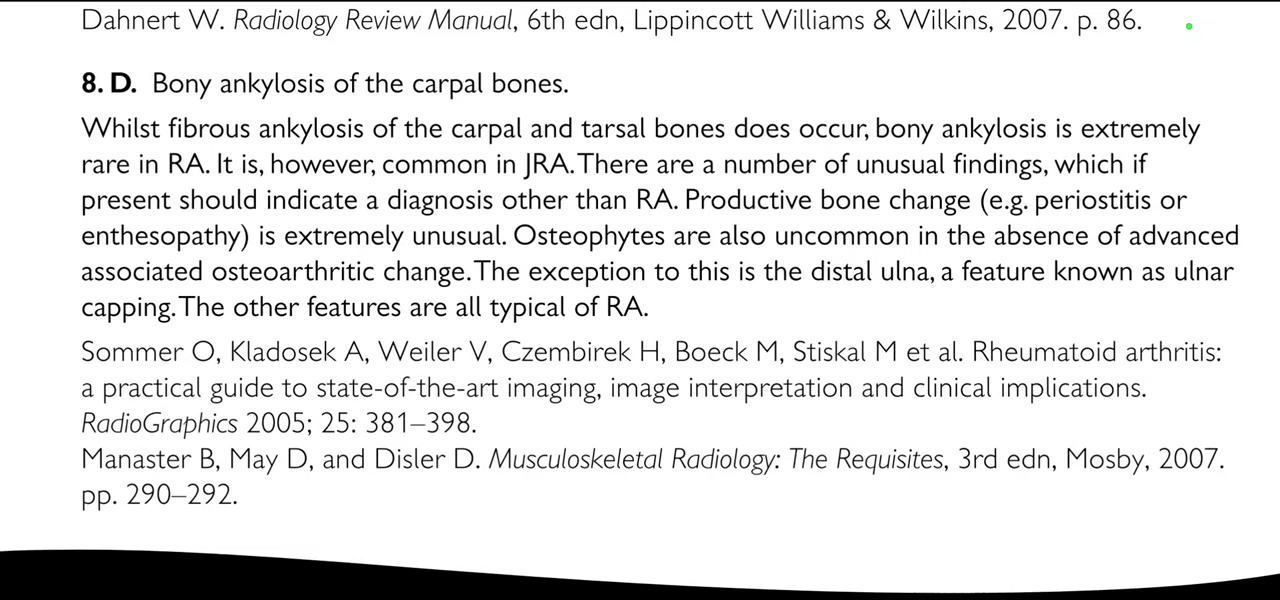 Dahnert W. Radiology Review Manual, 6th edn, Lippincott Williams & Wilkins, 2007. p. 86.
8. D. Bony ankylosis of the carpal bones.
Whilst fibrous ankylosis of the carpal and tarsal bones does occur, bony ankylosis is extremely
rare in RA. It is, however, common in JRA. There are a number of unusual findings, which if
present should indicate a diagnosis other than RA. Productive bone change (e.g. periostitis or
enthesopathy) is extremely unusual. Osteophytes are also uncommon in the absence of advanced
associated osteoarthritic change. The exception to this is the distal ulna, a feature known as ulnar
capping. The other features are all typical of RA.
Sommer O, Kladosek A, Weiler V, Czembirek H, Boeck M, Stiskal M et al. Rheumatoid arthritis:
a practical guide to state-of-the-art imaging, image interpretation and clinical implications.
RadioGraphics 2005; 25: 381–398.
Manaster B, May D, and Disler D. Musculoskeletal Radiology: The Requisites, 3rd edn, Mosby, 2007.
pp. 290–292.